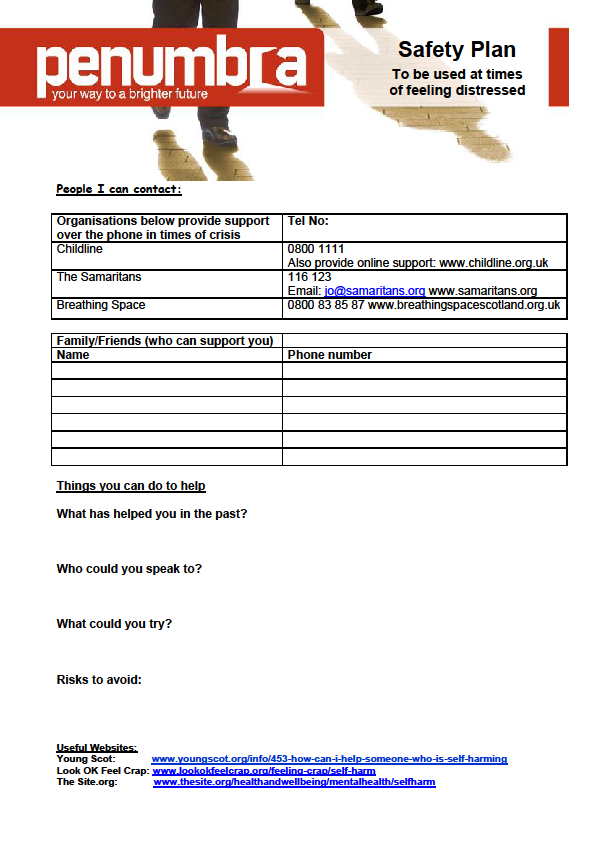 penumbra
your way to a brighter future
Safety Plan
To be used at times
of feeling distressed
People I can contact:
Organisations below provide support over the phone in times of crisis
Tel No:
Childline
0800 1111
Also provide online support: www.childline.org.uk
The Samaritans
116 123
Email: jo@samaritans.org www.samaritans.org
Breathing Space
0800 83 85 87 www.breathingspacescotland.org.uk
Family/Friends (who can support you)
Name
Phone number
Things you can do to help
What has helped you in the past?
Who could you speak to?
What could you try?
Risks to avoid:
Useful Websites:
Young Scot: www.youngscot.org/info/453-how-can-i-help-someone-who-is-self-harming
Look OK Feel Crap: www.lookokfeelcrap.org/feeling-crap/self-harm
The Site.org: www.thesite.org/healthandwellbeing/mentalhealth/selfharm